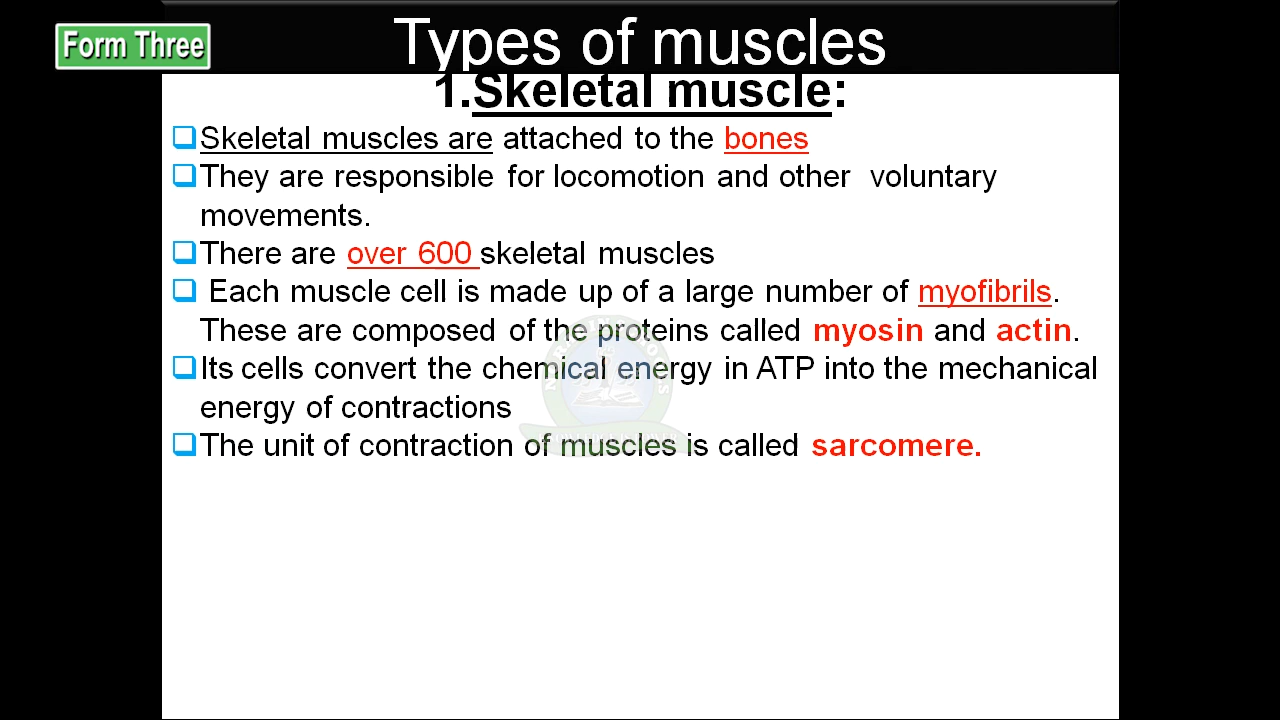 Form Three
Types of muscles
1.Skeletal muscle:
Skeletal muscles are attached to the bones
They are responsible for locomotion and other voluntary
movements.
There are over 600 skeletal muscles
Each muscle cell is made up of a large number of myofibrils.
These are composed of the proteins called myosin and actin.
Its cells convert the chemical energy in ATP into the mechanical
energy of contractions
The unit of contraction of muscles is called sarcomere.